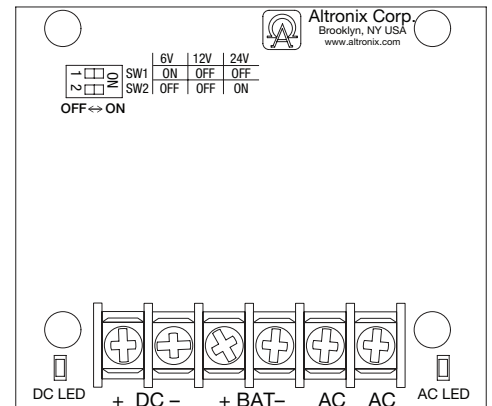 Altronix Corp.
Brooklyn, NY USA
www.altronix.com
6V 12V 24V
1 ON SW1 ON OFF OFF
2 SW2 OFF OFF ON
OFF ↔ ON
DC LED + DC – + BAT– AC AC AC LED